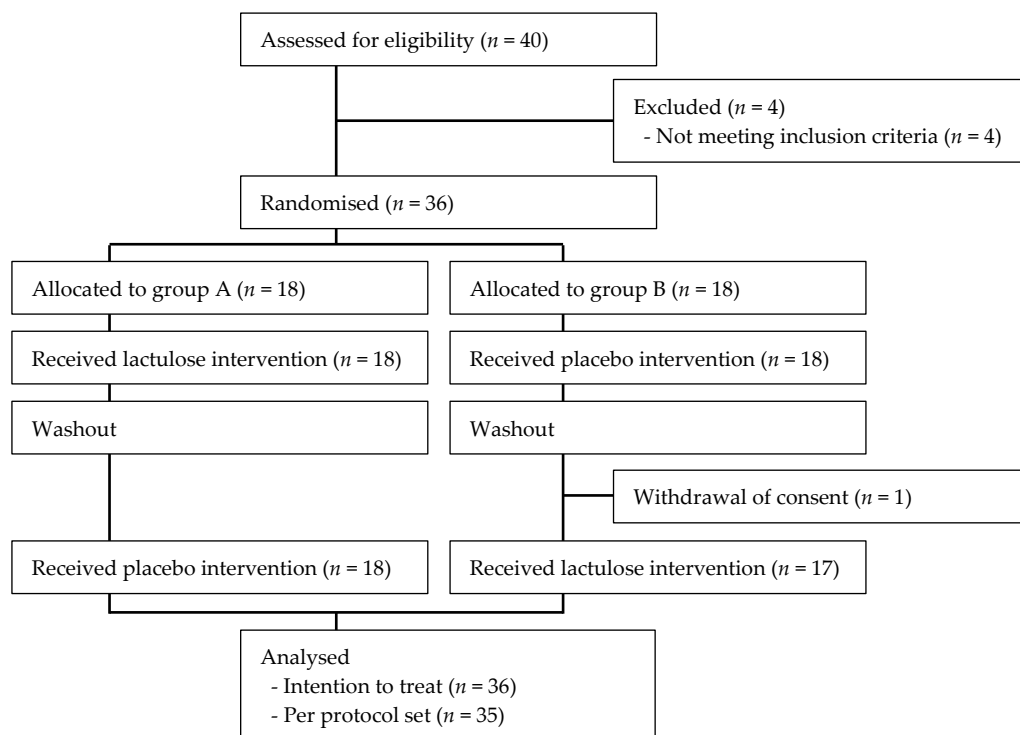 Assessed for eligibility (n = 40)
Excluded (n = 4)
- Not meeting inclusion criteria (n = 4)
Randomised (n = 36)
Allocated to group A (n = 18)
Allocated to group B (n = 18)
Received lactulose intervention (n = 18)
Received placebo intervention (n = 18)
Washout
Washout
Withdrawal of consent (n = 1)
Received placebo intervention (n = 18)
Received lactulose intervention (n = 17)
Analysed
- Intention to treat (n = 36)
- Per protocol set (n = 35)